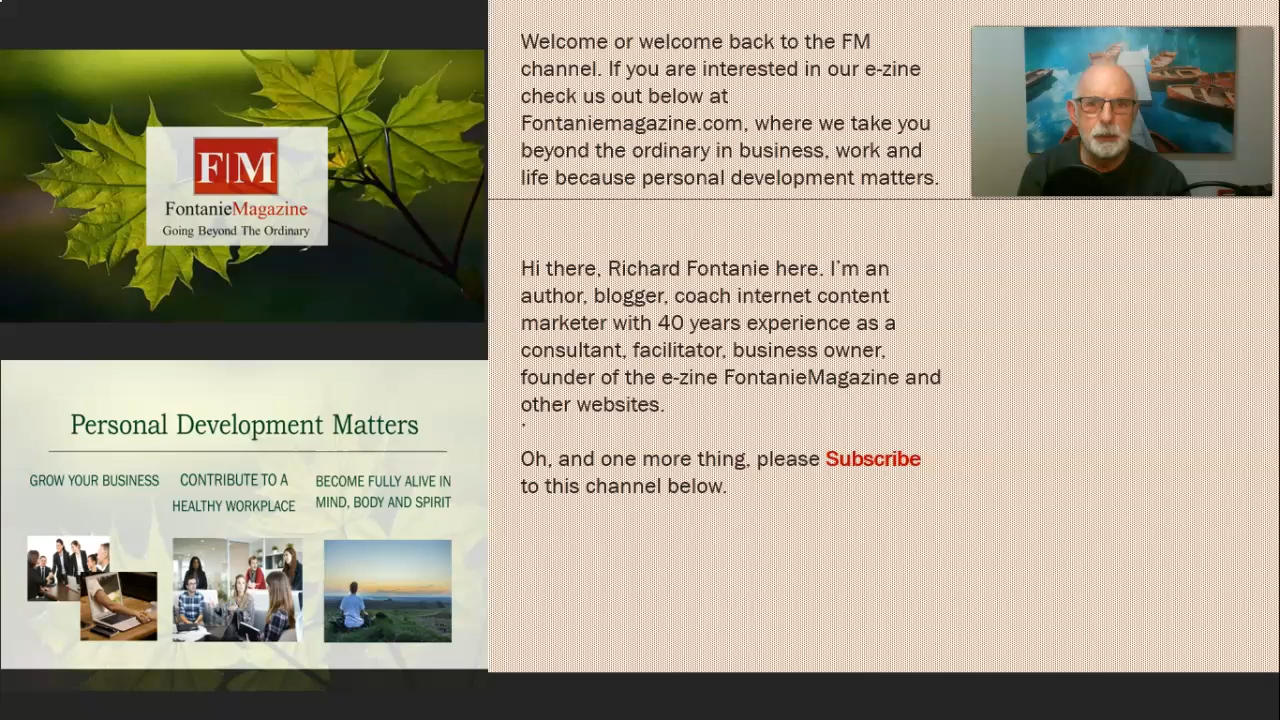 F|M
FontanieMagazine
Going Beyond The Ordinary
Personal Development Matters
GROW YOUR BUSINESS
CONTRIBUTE TO A
HEALTHY WORKPLACE
BECOME FULLY ALIVE IN
MIND, BODY AND SPIRIT
Welcome or welcome back to the FM
channel. If you are interested in our e-zine
check us out below at
Fontaniemagazine.com, where we take you
beyond the ordinary in business, work and
life because personal development matters.
Hi there, Richard Fontanie here. I’m an
author, blogger, coach internet content
marketer with 40 years experience as a
consultant, facilitator, business owner,
founder of the e-zine FontanieMagazine and
other websites.
.
Oh, and one more thing, please Subscribe
to this channel below.